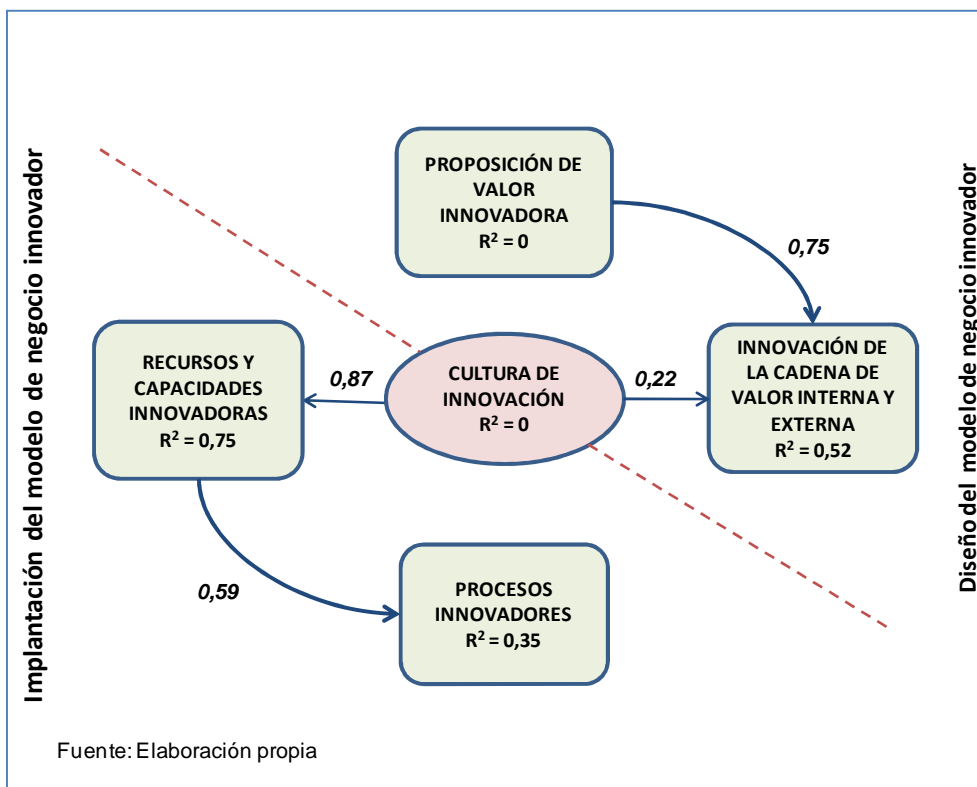 Implantación del modelo de negocio innovador
PROPOSICIÓN DE
VALOR
INNOVADORA
R² = 0
0,75
RECURSOS Y
CAPACIDADES
INNOVADORAS
R² = 0,75
0,87
CULTURA DE
INNOVACIÓN
R² = 0
0,22
INNOVACIÓN DE
LA CADENA DE
VALOR INTERNA Y
EXTERNA
R² = 0,52
0,59
PROCESOS
INNOVADORES
R² = 0,35
Diseño del modelo de negocio innovador
Fuente: Elaboración propia